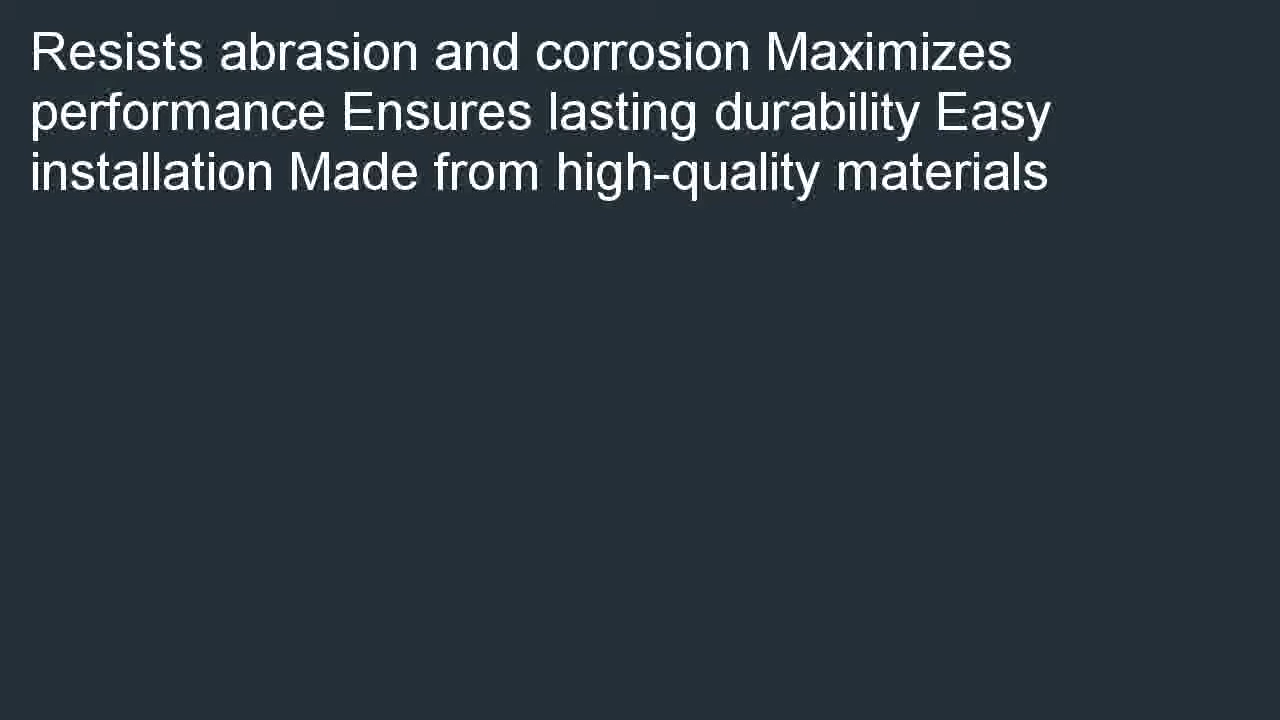 Resists abrasion and corrosion Maximizes
performance Ensures lasting durability Easy
installation Made from high-quality materials